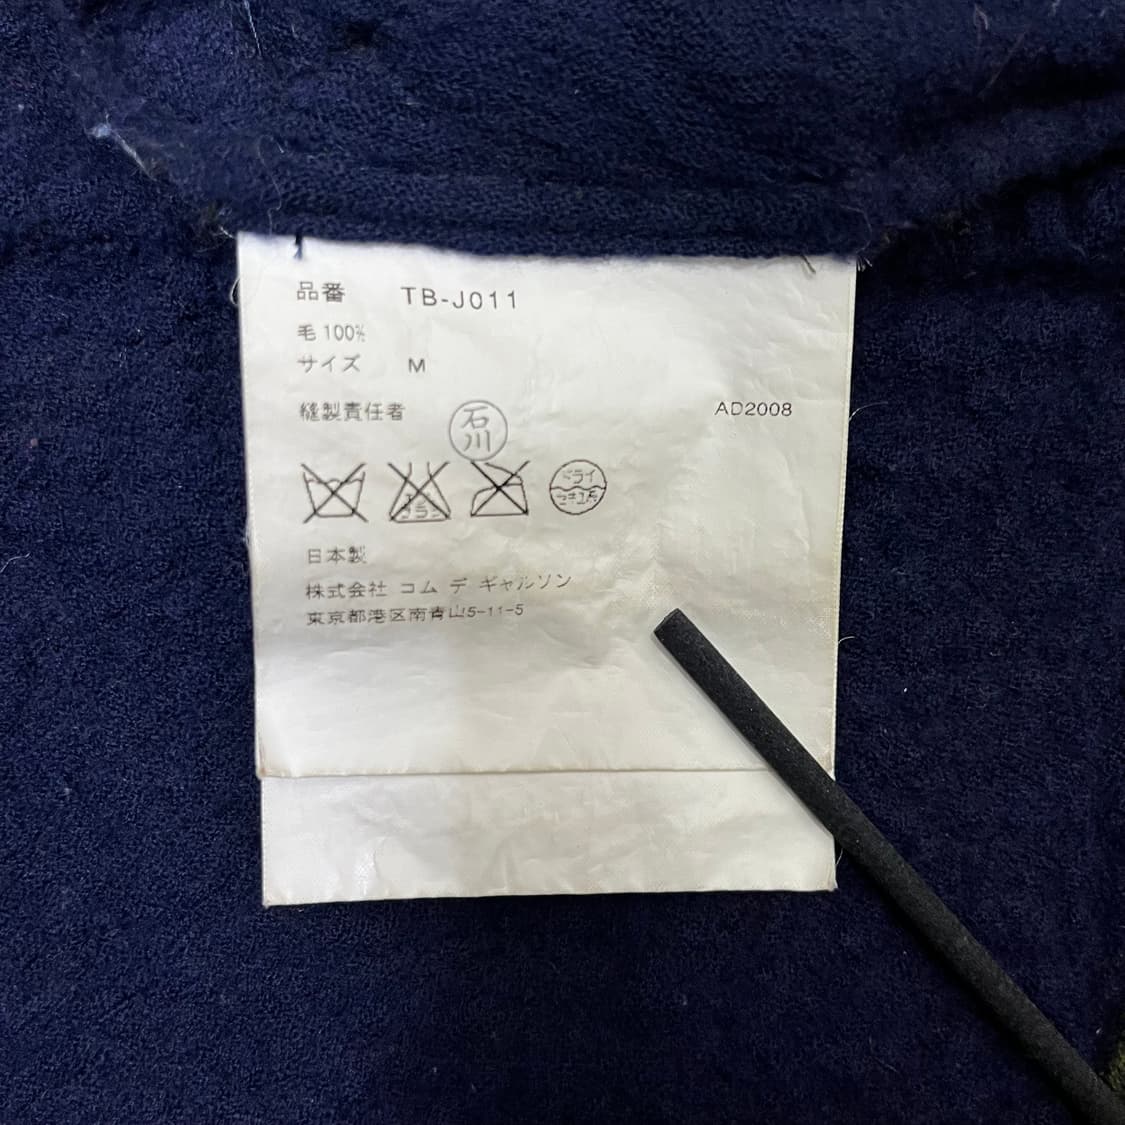 品番 TB-J011
毛 100%
サイズ M
縫製責任者 石川 AD2008
ドライ
日本製
株式会社 コム デ ギャルソン
東京都港区南青山5-11-5